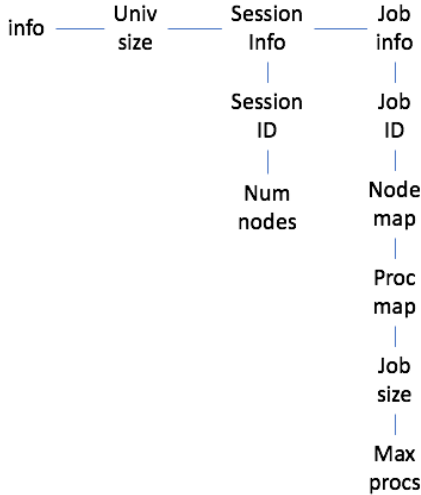 info
Univ
size
Session
Info
Job
info
Session
ID
Job
ID
Num
nodes
Node
map
Proc
map
Job
size
Max
procs